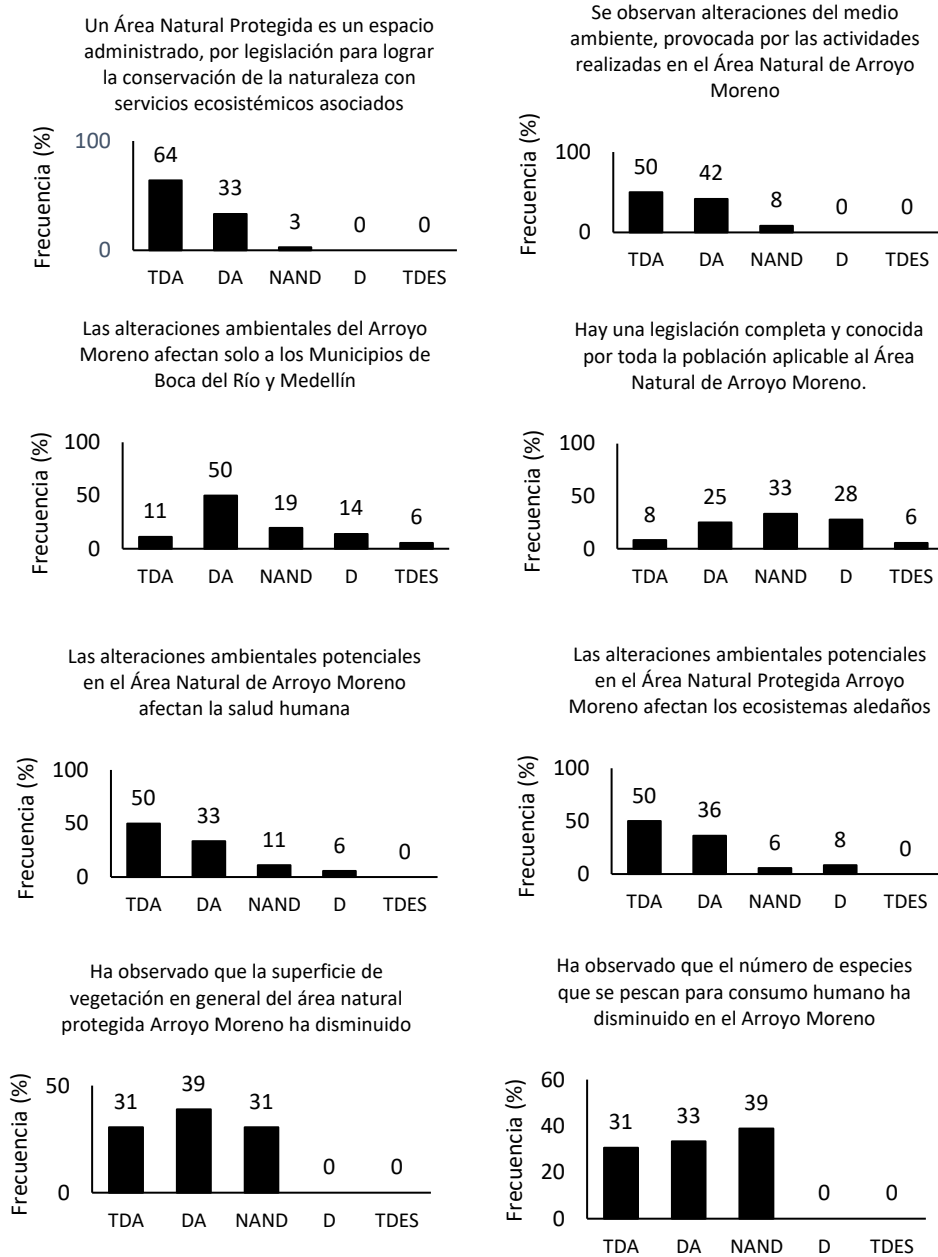 Un Área Natural Protegida es un espacio
administrado, por legislación para lograr
la conservación de la naturaleza con
servicios ecosistémicos asociados
Frecuencia (%)
100
0
64
33
3
0
0
TDA DA NAND D TDES
Se observan alteraciones del medio
ambiente, provocada por las actividades
realizadas en el Área Natural de Arroyo
Moreno
Frecuencia (%)
100
0
50
42
8
0
0
TDA DA NAND D TDES
Las alteraciones ambientales del Arroyo
Moreno afectan solo a los Municipios de
Boca del Río y Medellín
Frecuencia (%)
100
50
0
11
50
19
14
6
TDA DA NAND D TDES
Hay una legislación completa y conocida
por toda la población aplicable al Área
Natural de Arroyo Moreno.
Frecuencia (%)
100
50
0
8
25
33
28
6
TDA DA NAND D TDES
Las alteraciones ambientales potenciales
en el Área Natural de Arroyo Moreno
afectan la salud humana
Frecuencia (%)
100
50
0
50
33
11
6
0
TDA DA NAND D TDES
Las alteraciones ambientales potenciales
en el Área Natural Protegida Arroyo
Moreno afectan los ecosistemas aledaños
Frecuencia (%)
100
50
0
50
36
6
8
0
TDA DA NAND D TDES
Ha observado que la superficie de
vegetación en general del área natural
protegida Arroyo Moreno ha disminuido
Frecuencia (%)
50
0
31
39
31
0
0
TDA DA NAND D TDES
Ha observado que el número de especies
que se pescan para consumo humano ha
disminuido en el Arroyo Moreno
Frecuencia (%)
60
40
20
0
31
33
39
0
0
TDA DA NAND D TDES